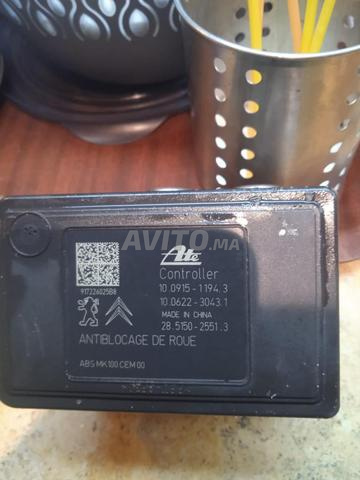 AVITO.MA
Ate
Controller
10.0915-1194.3
10.0622-3043.1
MADE IN CHINA
28.5150-2551.3
917226025B8
ANTIBLOCAGE DE ROUE
ABS MK100 CEM 00